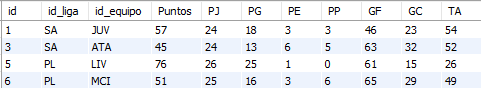 id id_liga id_equipo Puntos PJ PG PE PP GF GC TA
1 SA JUV 57 24 18 3 3 46 23 54
3 SA ATA 45 24 13 6 5 63 32 52
5 PL LIV 76 26 25 1 0 61 15 26
6 PL MCI 51 25 16 3 6 65 29 49